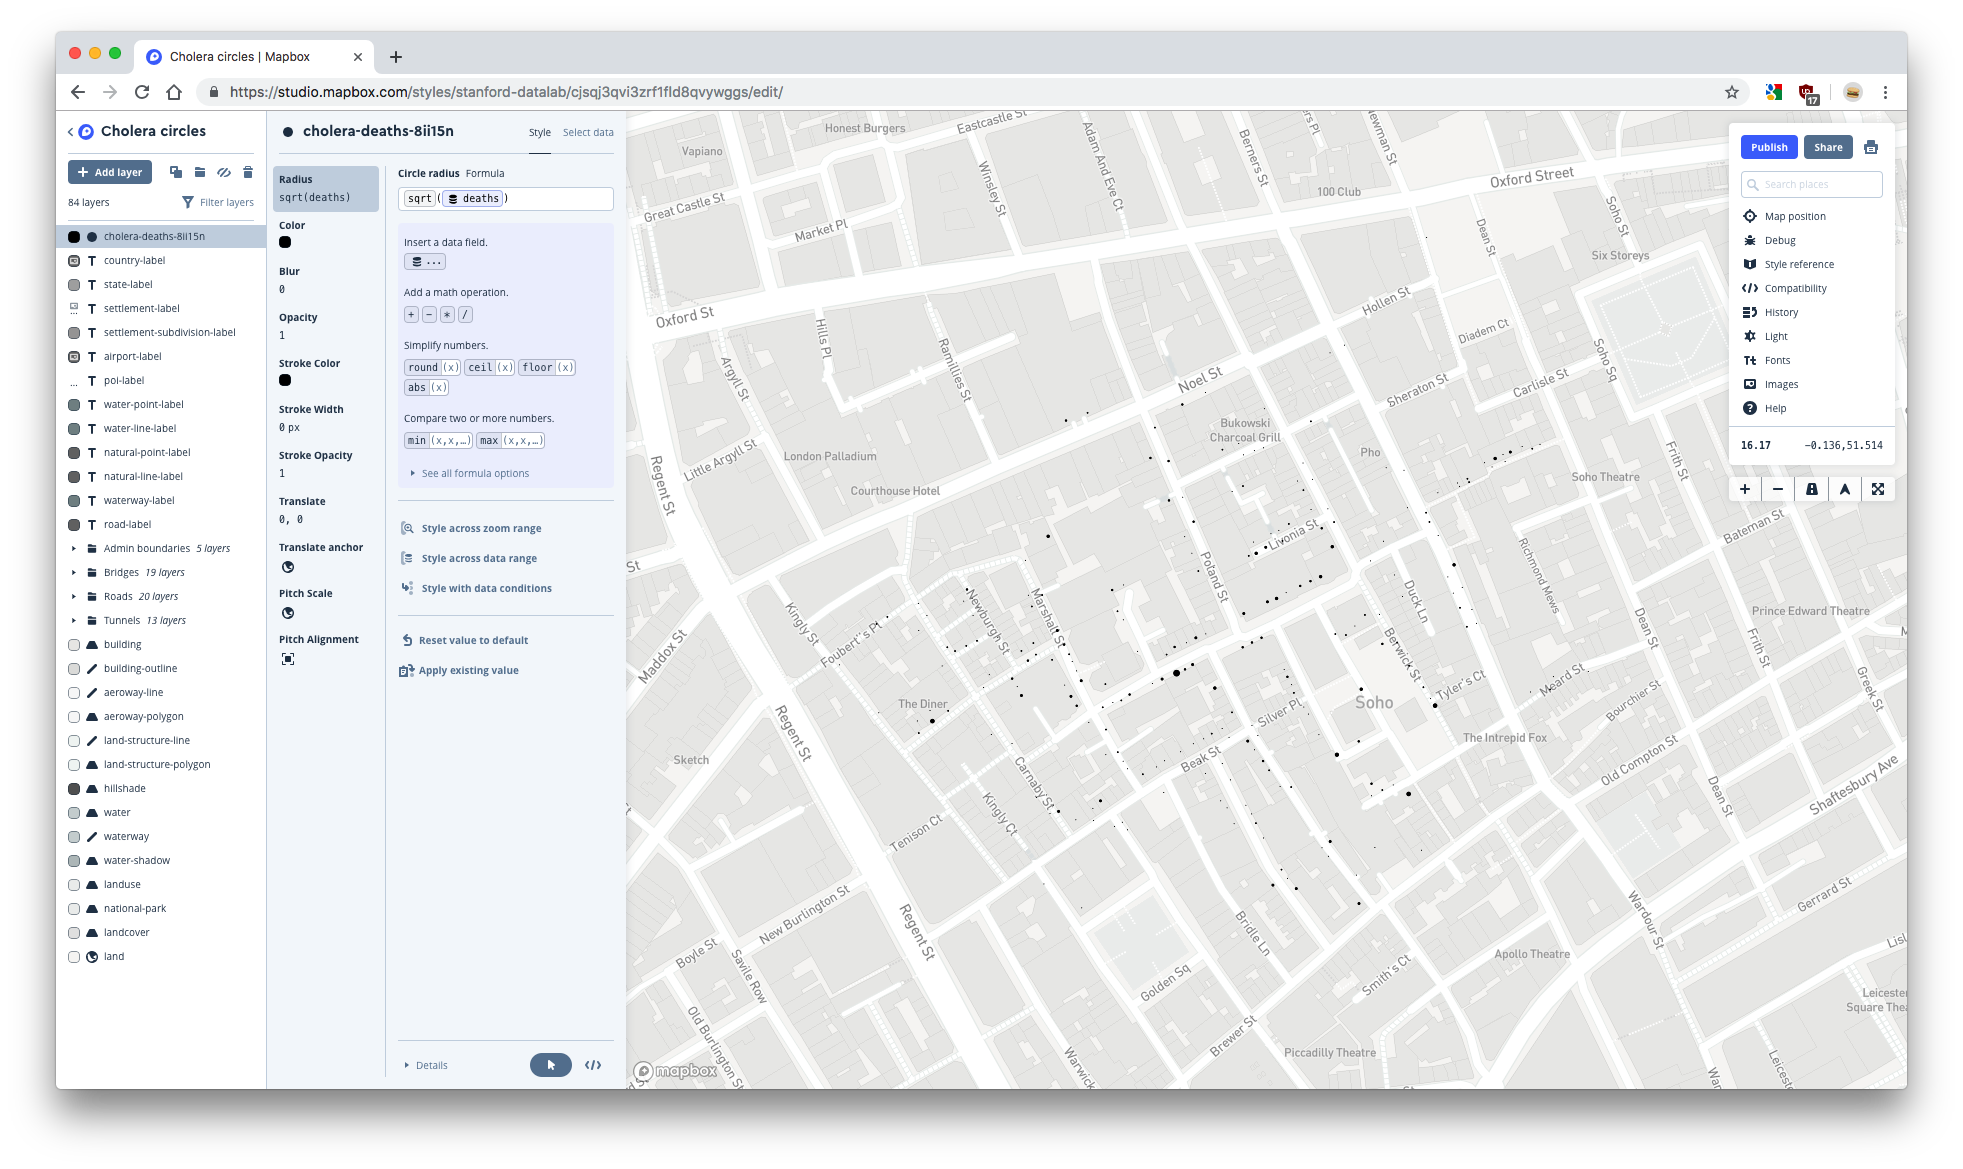 Cholera circles | Mapbox
https://studio.mapbox.com/styles/stanford-datalab/cjsqj3qvi3zrf1fld8qvywggs/edit/
17
Cholera circles
Add layer
84 layers
Filter layers
cholera-deaths-8ii15n
country-label
state-label
settlement-label
settlement-subdivision-label
airport-label
poi-label
water-point-label
water-line-label
natural-point-label
natural-line-label
waterway-label
road-label
Admin boundaries 5 layers
Bridges 19 layers
Roads 20 layers
Tunnels 13 layers
building
building-outline
aeroway-line
aeroway-polygon
land-structure-line
land-structure-polygon
hillshade
water
waterway
water-shadow
landuse
national-park
landcover
land
cholera-deaths-8ii15n
Style
Select data
Radius
sqrt(deaths)
Color
Blur
0
Opacity
1
Stroke Color
Stroke Width
0 px
Stroke Opacity
1
Translate
0, 0
Translate anchor
Pitch Scale
Pitch Alignment
Circle radius Formula
sqrt ( deaths )
Insert a data field.
...
Add a math operation.
+ − * /
Simplify numbers.
round (x) ceil (x) floor (x)
abs (x)
Compare two or more numbers.
min (x,x,…) max (x,x,…)
See all formula options
Style across zoom range
Style across data range
Style with data conditions
Reset value to default
Apply existing value
Details
</>
Honest Burgers
Eastcastle St
Vapiano
Adam And Eve Ct
Berners St
rs Pl
ewman St
Winsley St
Great Castle St
Market Pl
100 Club
Oxford Street
Dean St
Soho St
Six Storeys
Oxford St
Hills Pl
Argyll St
Ramillies St
Hollen St
Diadem Ct
Soho Sq
Noel St
Sheraton St
Carlisle St
Bukowski
Charcoal Grill
Pho
London Palladium
Little Argyll St
Regent St
Courthouse Hotel
Soho Theatre
Frith St
Bateman St
Livonia St
St
Poland St
Richmond Mews
Duck Ln
Kingly St
Foubert's Pl
Newburgh St
Marshall St
Berwick St
Dean St
Frith St
Prince Edward Theatre
Maddox St
Meard St
Tyler's Ct
Bourchier St
Greek St
The Diner
Silver Pl
Soho
Regent St
The Intrepid Fox
Sketch
Beak St
Carnaby St
Kingly Ct
Old Compton St
Dean St
Shaftesbury Ave
Tenison Ct
New Burlington St
Regent St
Bridle Ln
Wardour St
Gerrard St
Boyle St
Savile Row
Golden Sq
Smith's Ct
Apollo Theatre
Lisl
Leicester
Square Thea
Old Burlington St
Brewer St
Piccadilly Theatre
Warwick
Leiceste
War
mapbox
Publish
Share
Search places
Map position
Debug
Style reference
Compatibility
History
Light
Fonts
Images
Help
16.17
−0.136,51.514